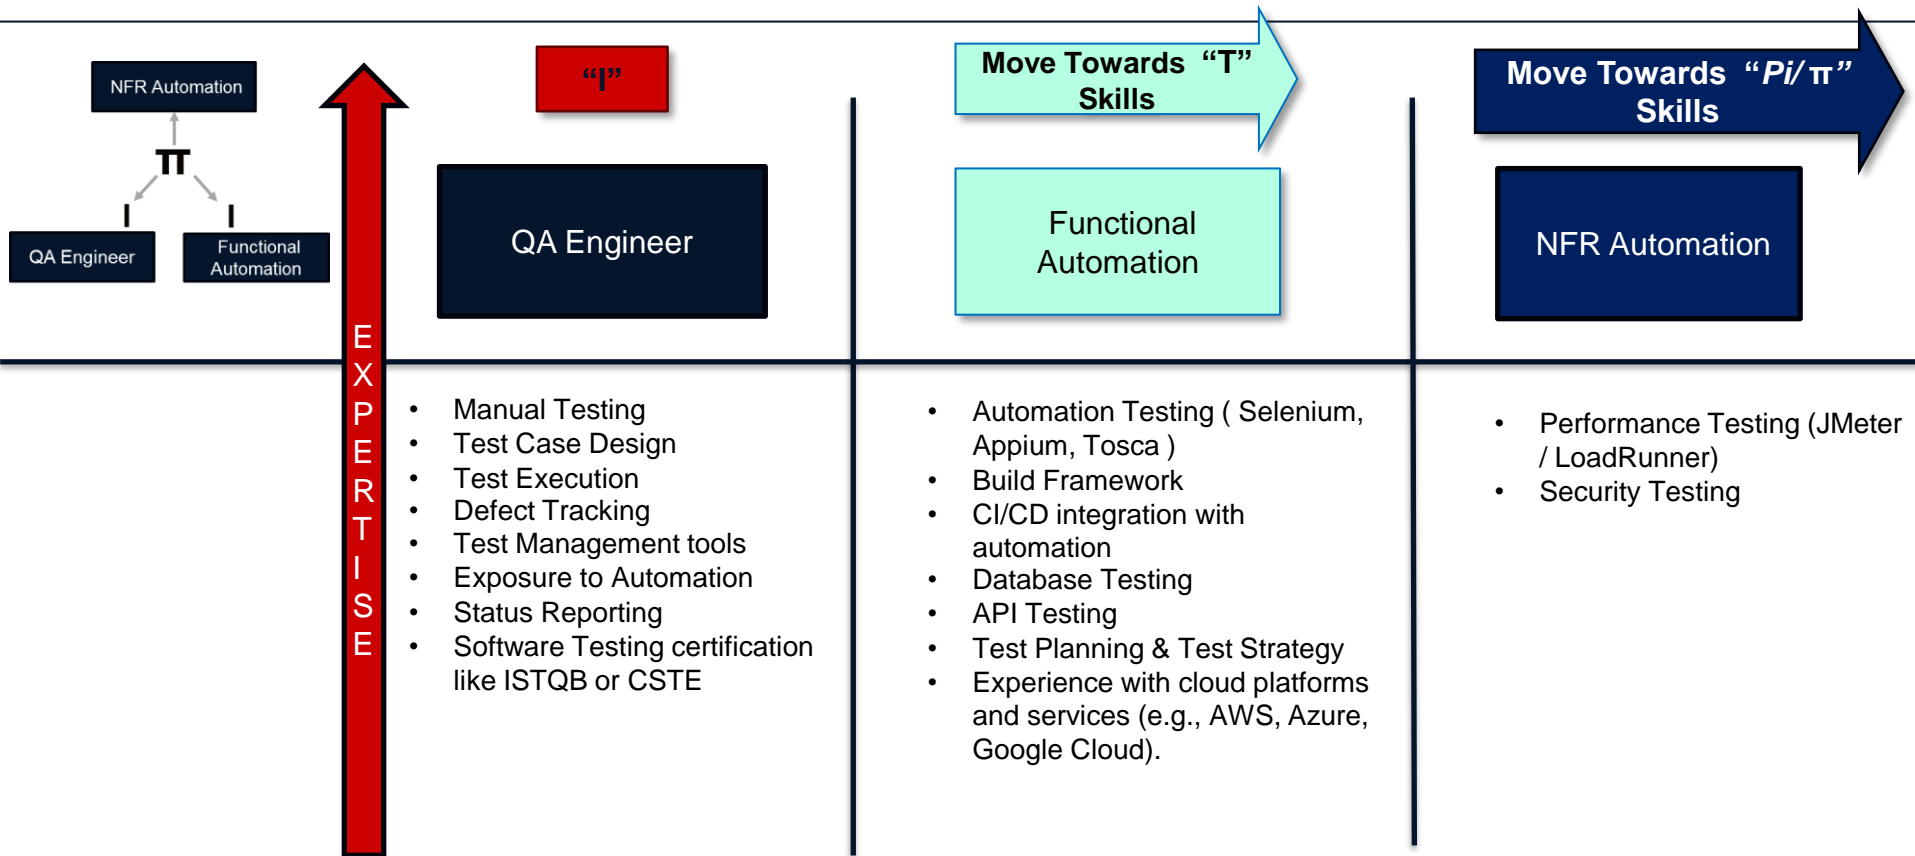 NFR Automation
π
I
I
QA Engineer
Functional
Automation
E
X
P
E
R
T
I
S
E
“I”
QA Engineer
• Manual Testing
• Test Case Design
• Test Execution
• Defect Tracking
• Test Management tools
• Exposure to Automation
• Status Reporting
• Software Testing certification
like ISTQB or CSTE
Move Towards “T”
Skills
Functional
Automation
• Automation Testing ( Selenium,
Appium, Tosca )
• Build Framework
• CI/CD integration with
automation
• Database Testing
• API Testing
• Test Planning & Test Strategy
• Experience with cloud platforms
and services (e.g., AWS, Azure,
Google Cloud).
Move Towards “Pi/π”
Skills
NFR Automation
• Performance Testing (JMeter
/ LoadRunner)
• Security Testing